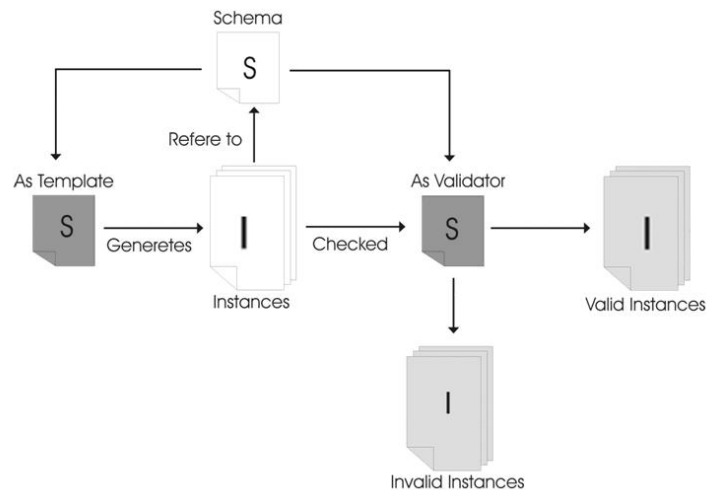 Schema
S
Refere to
As Template
As Validator
S
I
S
I
Generetes
Checked
Instances
Valid Instances
I
Invalid Instances